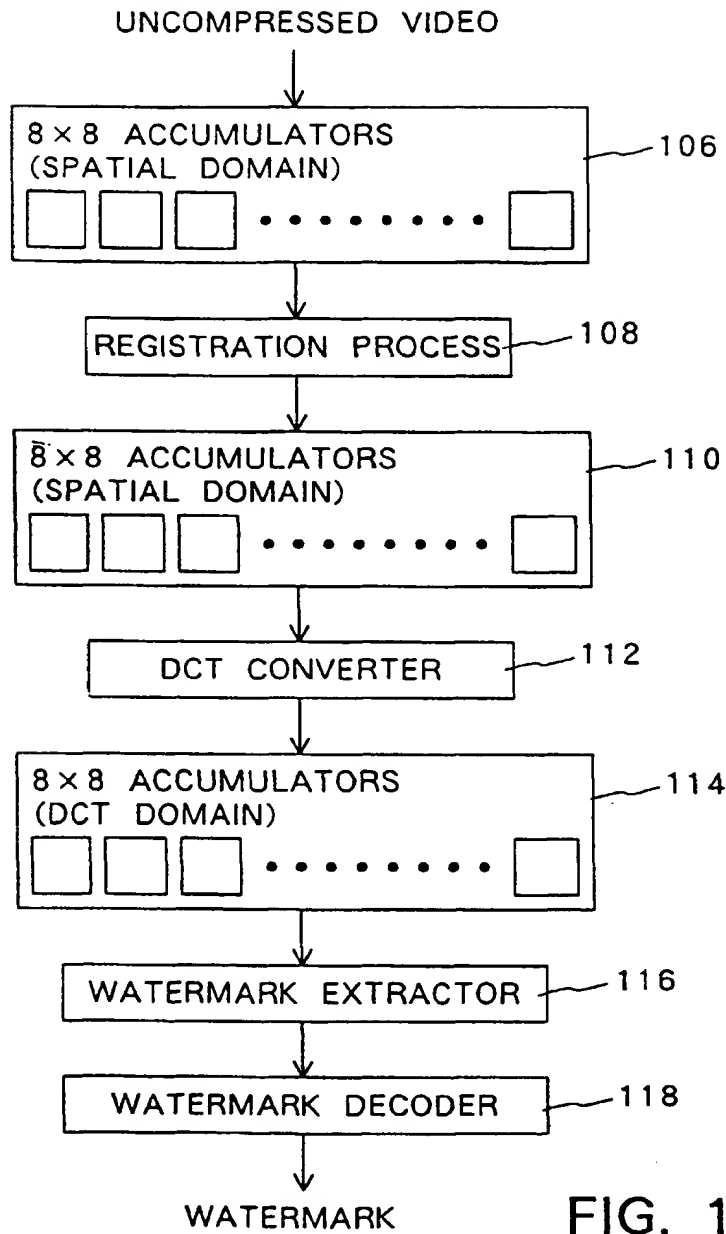 UNCOMPRESSED VIDEO
8 × 8 ACCUMULATORS
(SPATIAL DOMAIN)
106
REGISTRATION PROCESS
108
8 × 8 ACCUMULATORS
(SPATIAL DOMAIN)
110
DCT CONVERTER
112
8 × 8 ACCUMULATORS
(DCT DOMAIN)
114
WATERMARK EXTRACTOR
116
WATERMARK DECODER
118
WATERMARK
FIG. 1